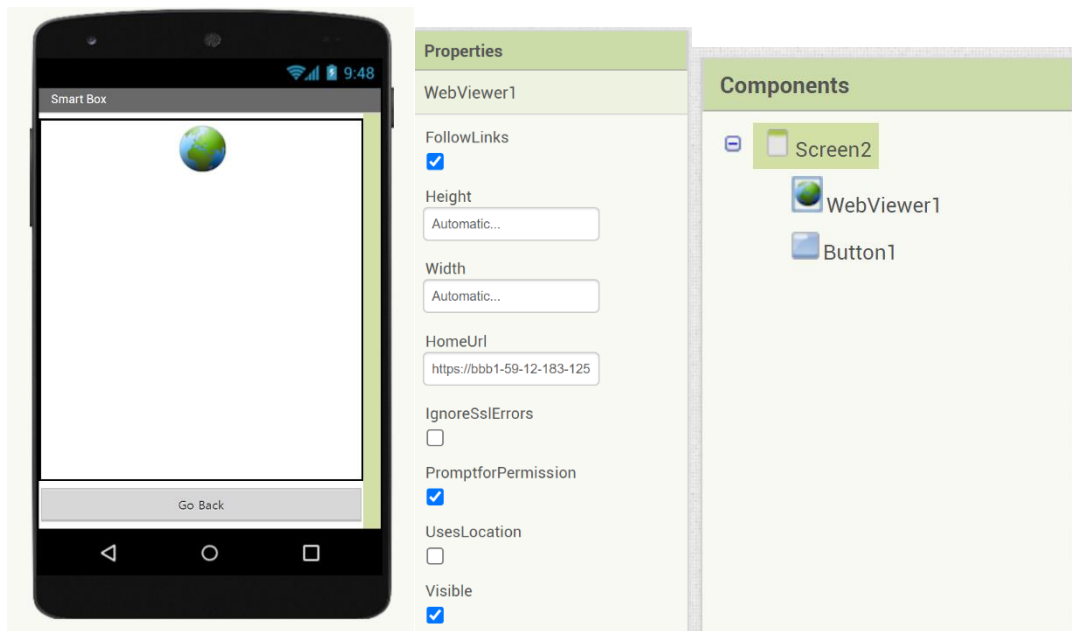 9:48
Smart Box
Go Back
Properties
WebViewer1
FollowLinks
Height
Automatic...
Width
Automatic...
HomeUrl
https://bbb1-59-12-183-125
IgnoreSslErrors
PromptforPermission
UsesLocation
Visible
Components
Screen2
WebViewer1
Button1